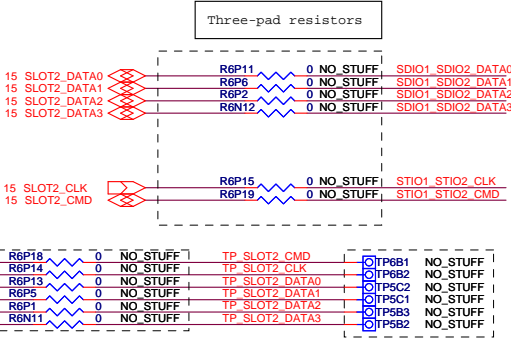 Three-pad resistors
15 SLOT2_DATA0 R6P11 0 NO_STUFF SDIO1_SDIO2_DATA0
15 SLOT2_DATA1 R6P6 0 NO_STUFF SDIO1_SDIO2_DATA1
15 SLOT2_DATA2 R6P2 0 NO_STUFF SDIO1_SDIO2_DATA2
15 SLOT2_DATA3 R6N12 0 NO_STUFF SDIO1_SDIO2_DATA3
15 SLOT2_CLK R6P15 0 NO_STUFF STIO1_STIO2_CLK
15 SLOT2_CMD R6P19 0 NO_STUFF STIO1_STIO2_CMD
R6P18 0 NO_STUFF TP_SLOT2_CMD TP6B1 NO_STUFF
R6P14 0 NO_STUFF TP_SLOT2_CLK TP6B2 NO_STUFF
R6P13 0 NO_STUFF TP_SLOT2_DATA0 TP5C2 NO_STUFF
R6P5 0 NO_STUFF TP_SLOT2_DATA1 TP5C1 NO_STUFF
R6P1 0 NO_STUFF TP_SLOT2_DATA2 TP5B3 NO_STUFF
R6N11 0 NO_STUFF TP_SLOT2_DATA3 TP5B2 NO_STUFF